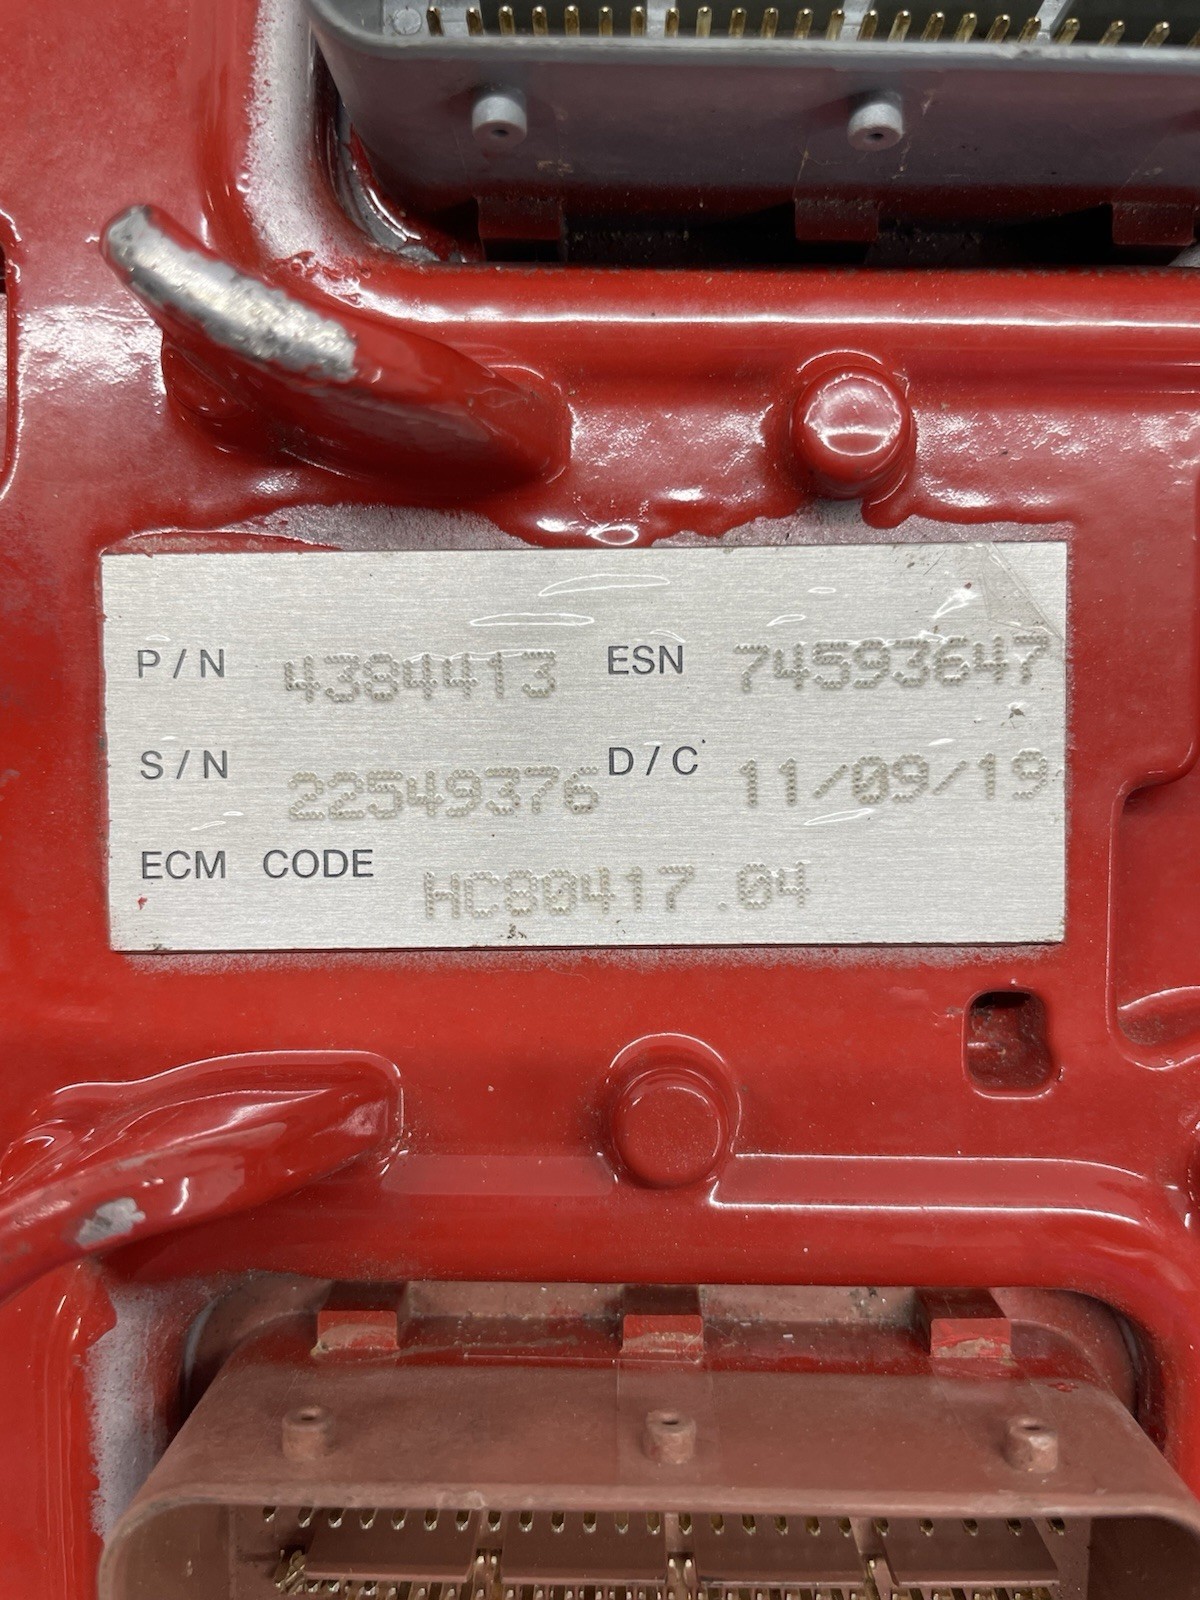 P/N 4384413 ESN 74593647
S/N 22549376 D/C 11/09/19
ECM CODE HC80417.04